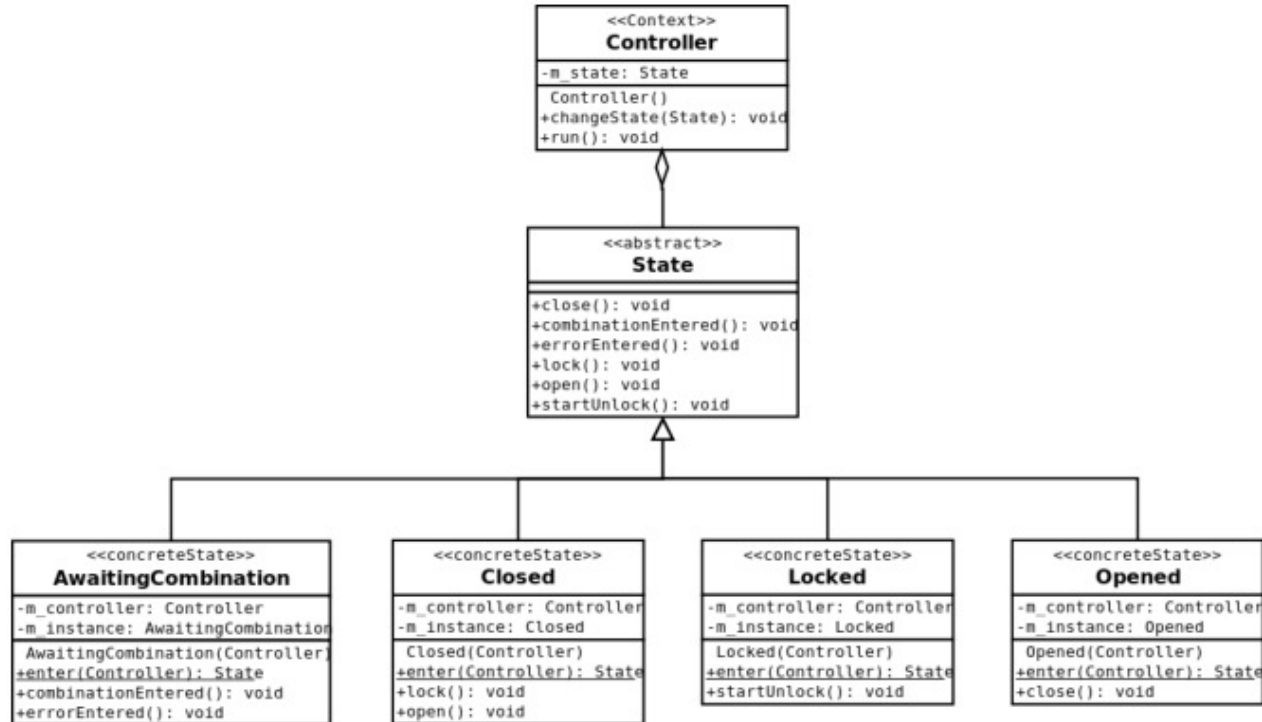 <<Context>>
Controller
-m_state: State
Controller()
+changeState(State): void
+run(): void
<<abstract>>
State
+close(): void
+combinationEntered(): void
+errorEntered(): void
+lock(): void
+open(): void
+startUnlock(): void
<<concreteState>>
AwaitingCombination
-m_controller: Controller
-m_instance: AwaitingCombination
AwaitingCombination(Controller)
+enter(Controller): State
+combinationEntered(): void
+errorEntered(): void
<<concreteState>>
Closed
-m_controller: Controller
-m_instance: Closed
Closed(Controller)
+enter(Controller): State
+lock(): void
+open(): void
<<concreteState>>
Locked
-m_controller: Controller
-m_instance: Locked
Locked(Controller)
+enter(Controller): State
+startUnlock(): void
<<concreteState>>
Opened
-m_controller: Controller
-m_instance: Opened
Opened(Controller)
+enter(Controller): State
+close(): void